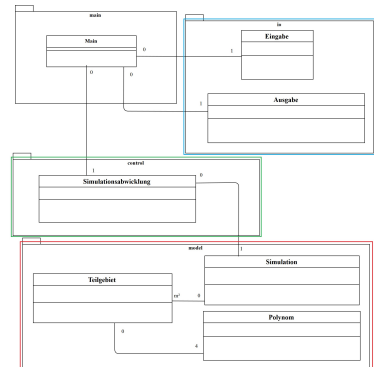 main
Main
0
1
0
0
io
Eingabe
Ausgabe
1
control
1
Simulationsabwicklung
0
1
model
Simulation
Teilgebiet
m²
0
Polynom
0
4